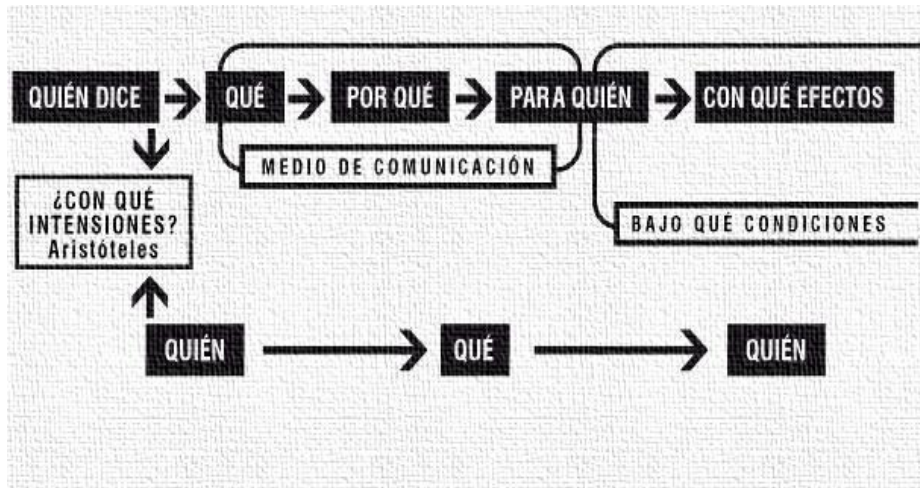 QUIÉN DICE
QUÉ
POR QUÉ
PARA QUIÉN
CON QUÉ EFECTOS
MEDIO DE COMUNICACIÓN
¿CON QUÉ
INTENSIONES?
Aristóteles
BAJO QUÉ CONDICIONES
QUIÉN
QUÉ
QUIÉN